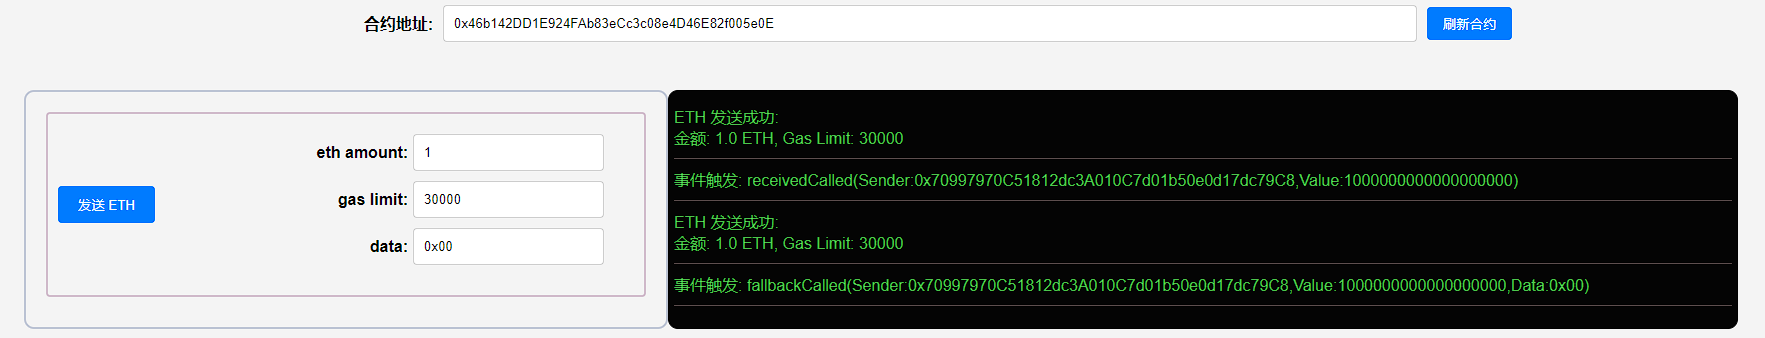 合约地址: 0x46b142DD1E924FAb83eCc3c08e4D46E82f005e0E 刷新合约
eth amount: 1
gas limit: 30000
data: 0x00
发送 ETH
ETH 发送成功:
金额: 1.0 ETH, Gas Limit: 30000
事件触发: receivedCalled(Sender:0x70997970C51812dc3A010C7d01b50e0d17dc79C8,Value:1000000000000000000)
ETH 发送成功:
金额: 1.0 ETH, Gas Limit: 30000
事件触发: fallbackCalled(Sender:0x70997970C51812dc3A010C7d01b50e0d17dc79C8,Value:1000000000000000000,Data:0x00)